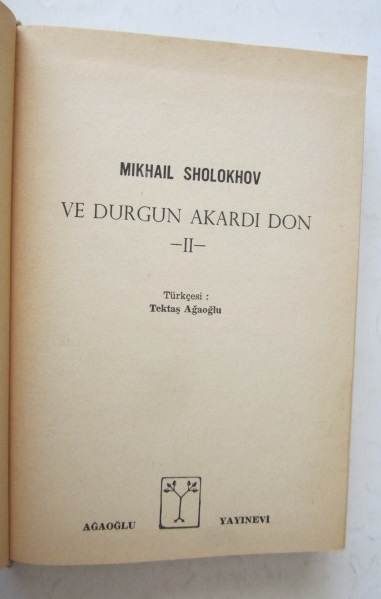 MIKHAIL SHOLOKHOV
VE DURGUN AKARDI DON
—II—
Türkçesi :
Tektaş Ağaoğlu
AĞAOĞLU YAYINEVİ